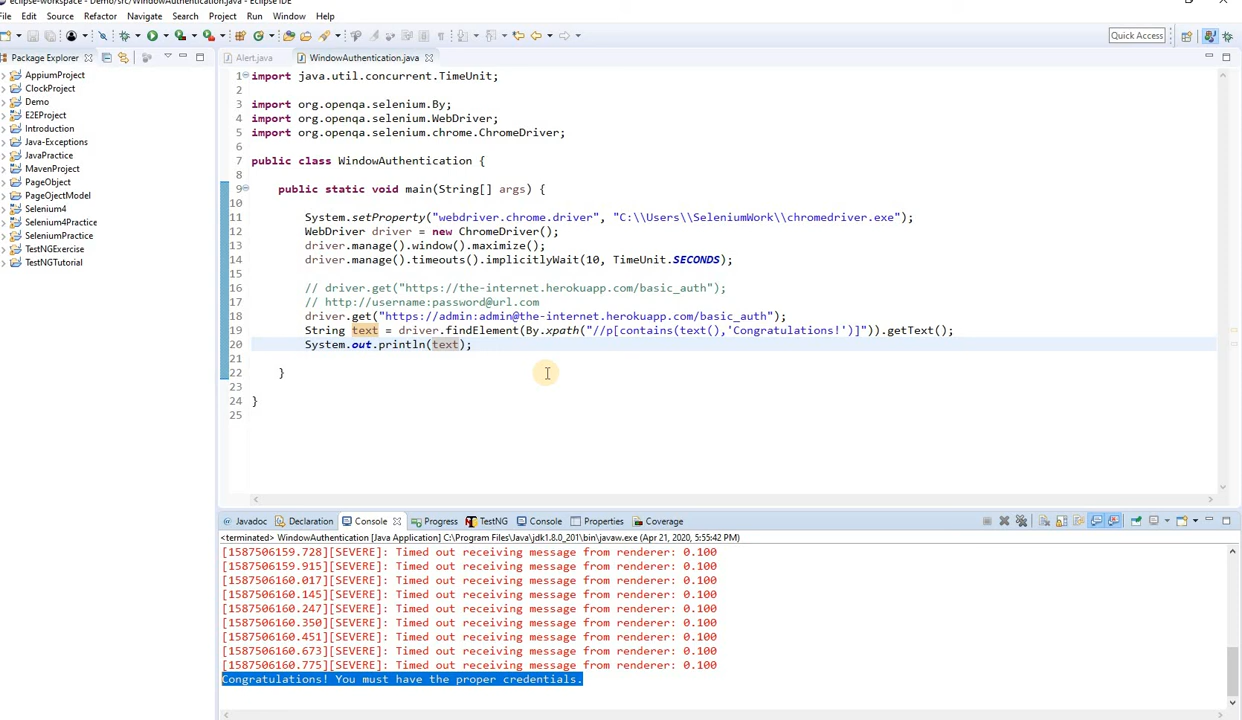 eclipse-workspace - Demo/src/WindowAuthentication.java - Eclipse IDE
File Edit Source Refactor Navigate Search Project Run Window Help
Quick Access
Package Explorer
Alert.java
WindowAuthentication.java
AppiumProject
ClockProject
Demo
E2EProject
Introduction
Java-Exceptions
JavaPractice
MavenProject
PageObject
PageOjectModel
Selenium4
Selenium4Practice
SeleniumPractice
TestNGExercise
TestNGTutorial
1 import java.util.concurrent.TimeUnit;
2
3 import org.openqa.selenium.By;
4 import org.openqa.selenium.WebDriver;
5 import org.openqa.selenium.chrome.ChromeDriver;
6
7 public class WindowAuthentication {
8
9 public static void main(String[] args) {
10
11 System.setProperty("webdriver.chrome.driver", "C:\\Users\\SeleniumWork\\chromedriver.exe");
12 WebDriver driver = new ChromeDriver();
13 driver.manage().window().maximize();
14 driver.manage().timeouts().implicitlyWait(10, TimeUnit.SECONDS);
15
16 // driver.get("https://the-internet.herokuapp.com/basic_auth");
17 // http://username:password@url.com
18 driver.get("https://admin:admin@the-internet.herokuapp.com/basic_auth");
19 String text = driver.findElement(By.xpath("//p[contains(text(),'Congratulations!')]")).getText();
20 System.out.println(text);
21
22 }
23
24 }
25
@ Javadoc Declaration Console Progress TestNG Console Properties Coverage
<terminated> WindowAuthentication [Java Application] C:\Program Files\Java\jdk1.8.0_201\bin\javaw.exe (Apr 21, 2020, 5:55:42 PM)
[1587506159.728][SEVERE]: Timed out receiving message from renderer: 0.100
[1587506159.915][SEVERE]: Timed out receiving message from renderer: 0.100
[1587506160.017][SEVERE]: Timed out receiving message from renderer: 0.100
[1587506160.145][SEVERE]: Timed out receiving message from renderer: 0.100
[1587506160.247][SEVERE]: Timed out receiving message from renderer: 0.100
[1587506160.350][SEVERE]: Timed out receiving message from renderer: 0.100
[1587506160.451][SEVERE]: Timed out receiving message from renderer: 0.100
[1587506160.673][SEVERE]: Timed out receiving message from renderer: 0.100
[1587506160.775][SEVERE]: Timed out receiving message from renderer: 0.100
Congratulations! You must have the proper credentials.